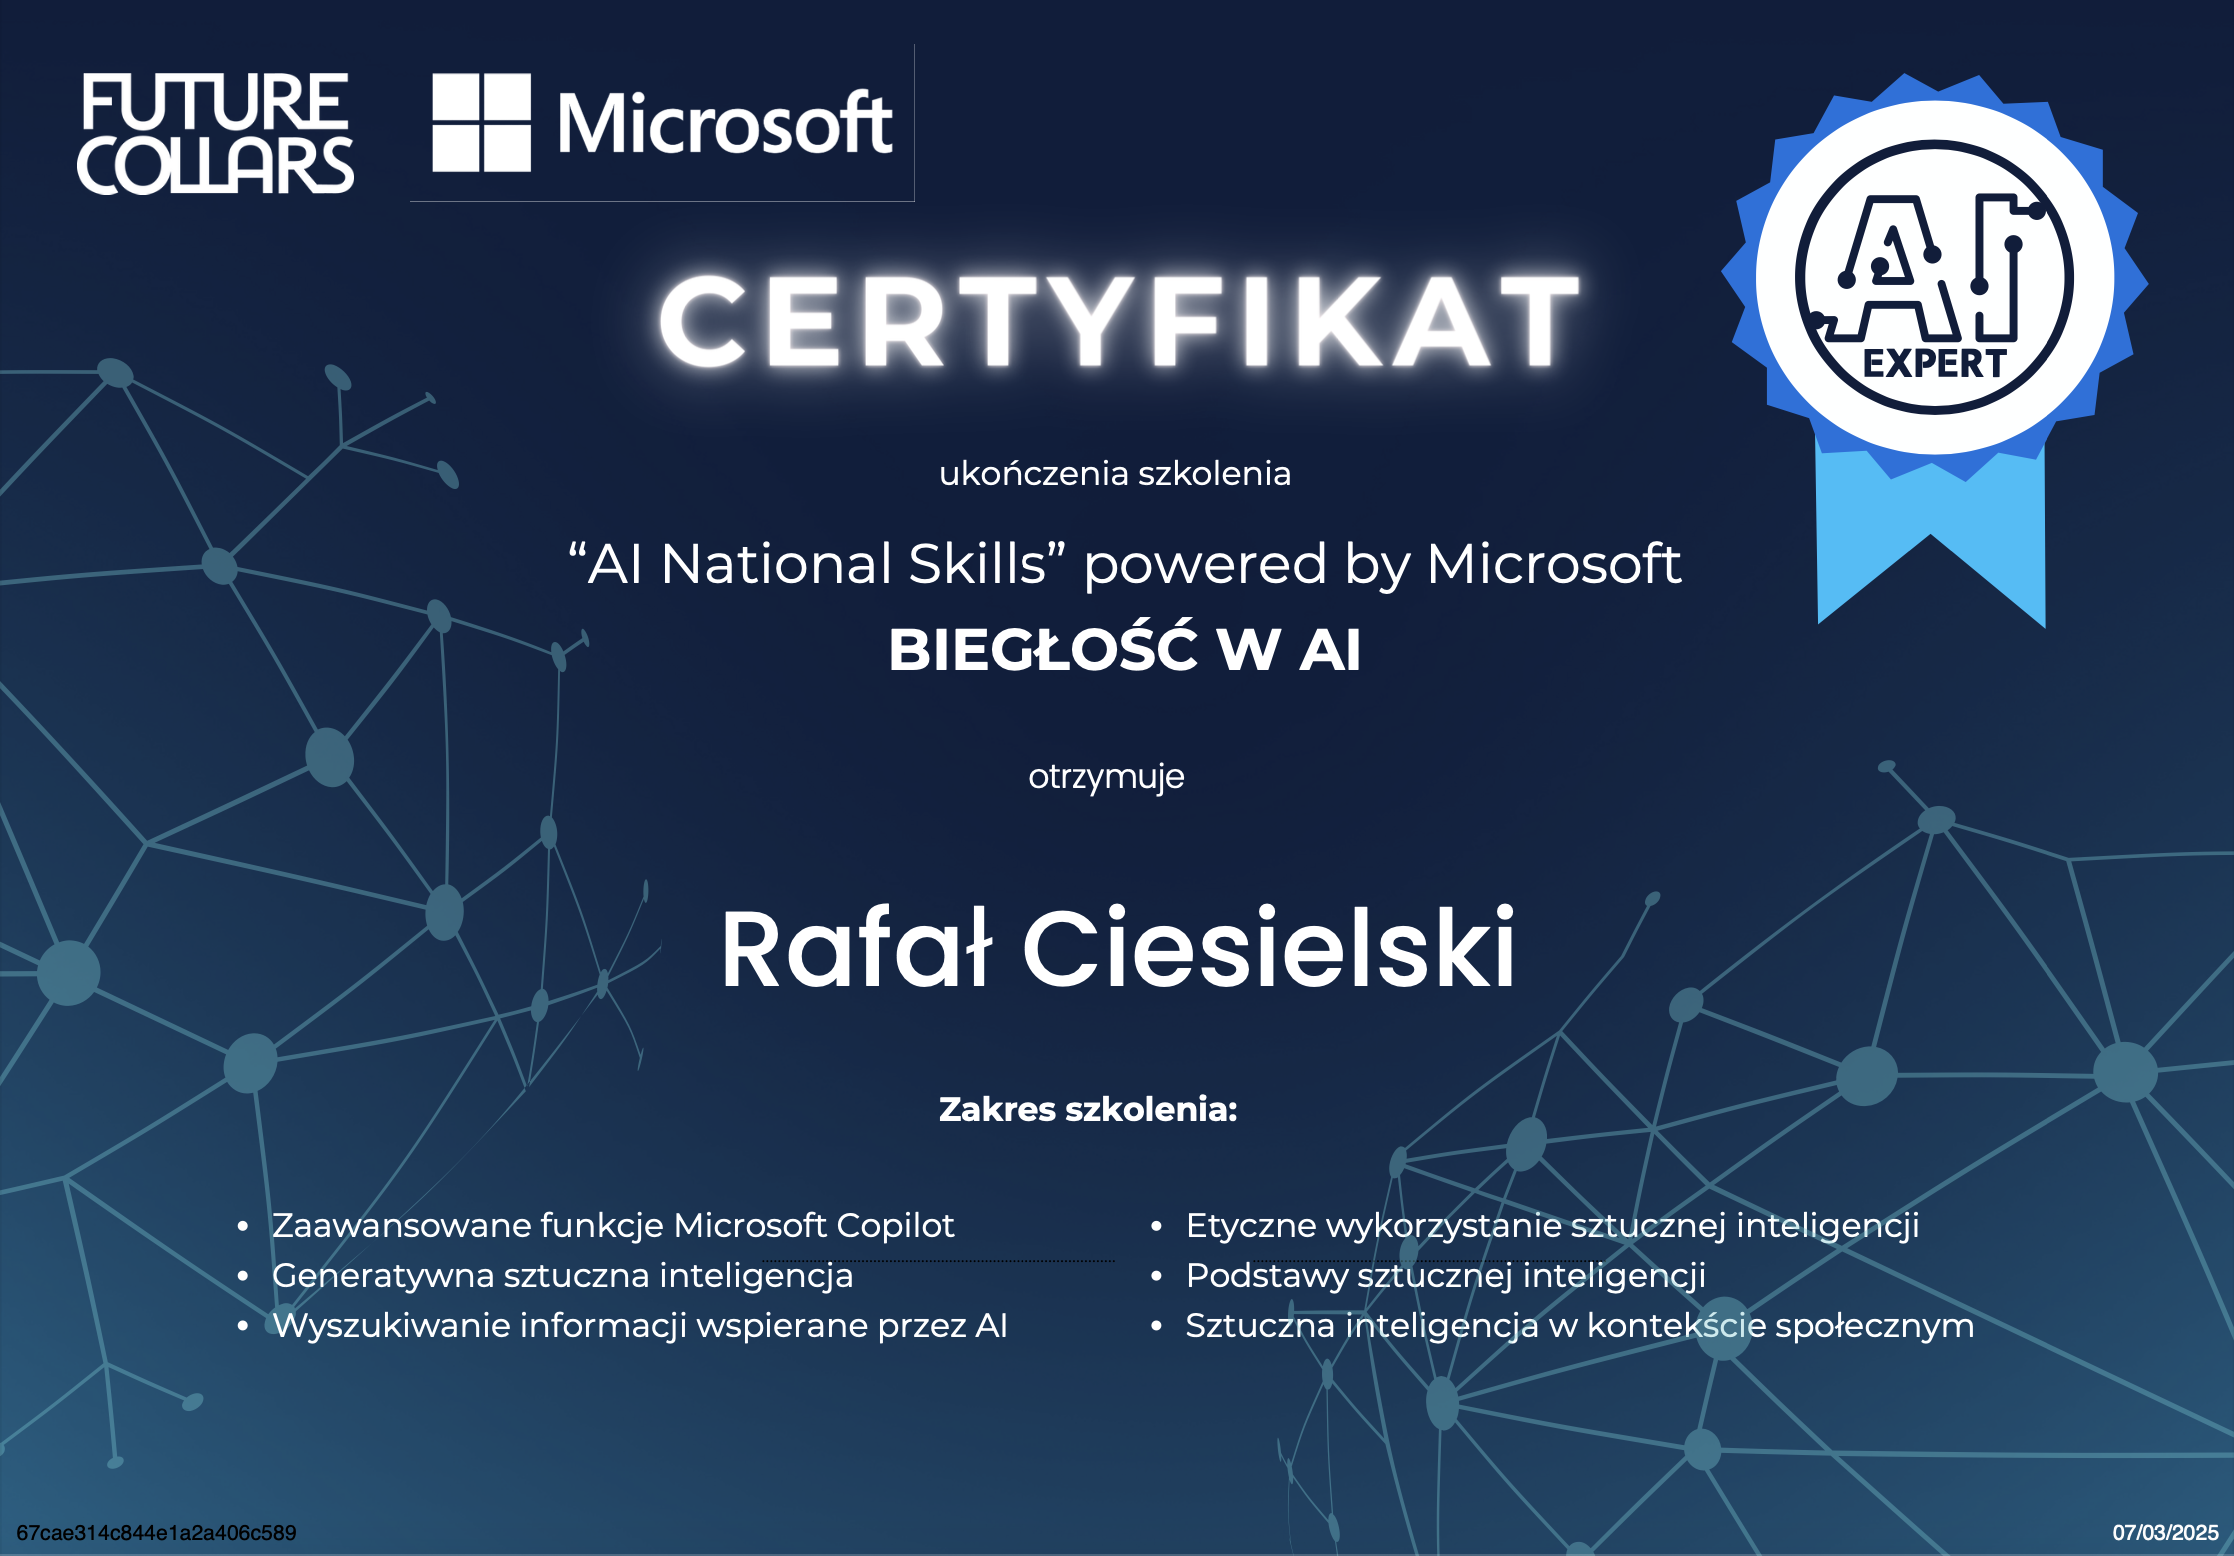 FUTURE
COLLARS
Microsoft
AI
EXPERT
CERTYFIKAT
ukończenia szkolenia
“AI National Skills” powered by Microsoft
BIEGŁOŚĆ W AI
otrzymuje
Rafał Ciesielski
Zakres szkolenia:
• Zaawansowane funkcje Microsoft Copilot
• Generatywna sztuczna inteligencja
• Wyszukiwanie informacji wspierane przez AI
• Etyczne wykorzystanie sztucznej inteligencji
• Podstawy sztucznej inteligencji
• Sztuczna inteligencja w kontekście społecznym
67cae314c844e1a2a406c589
07/03/2025